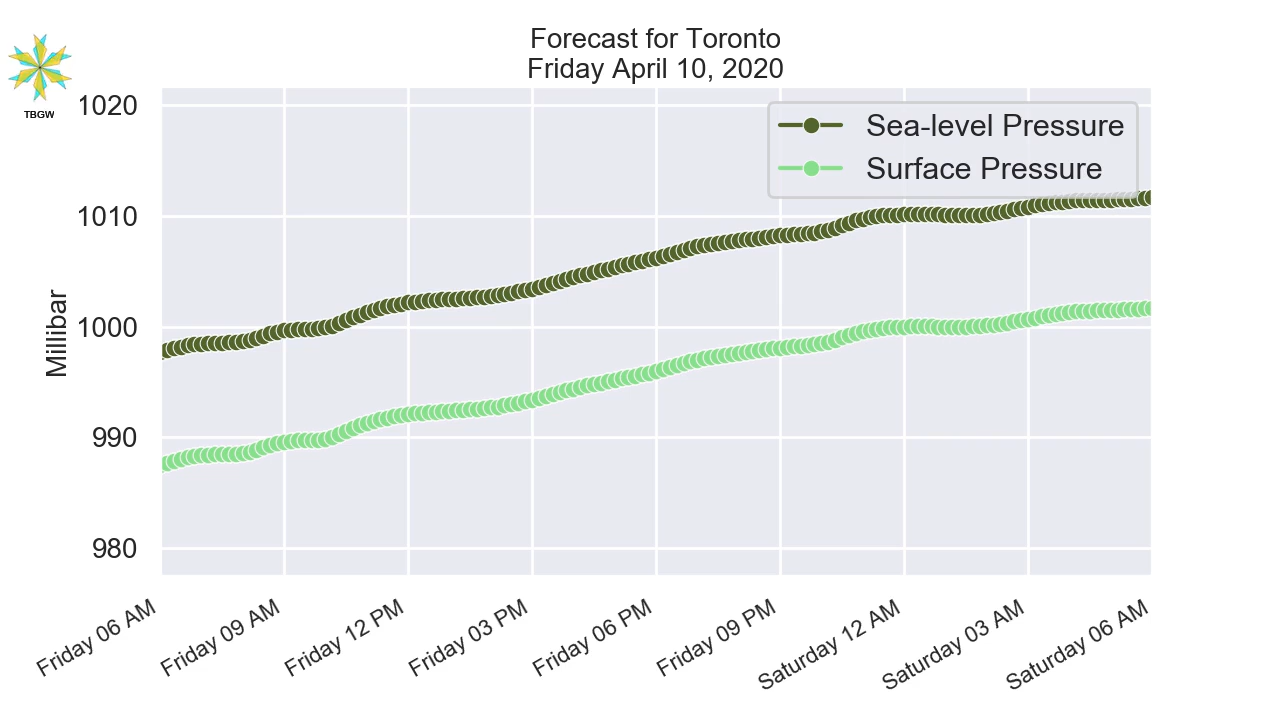 Forecast for Toronto
Friday April 10, 2020
TBGW
Sea-level Pressure
Surface Pressure
Millibar
1020
1010
1000
990
980
Friday 06 AM
Friday 09 AM
Friday 12 PM
Friday 03 PM
Friday 06 PM
Friday 09 PM
Saturday 12 AM
Saturday 03 AM
Saturday 06 AM